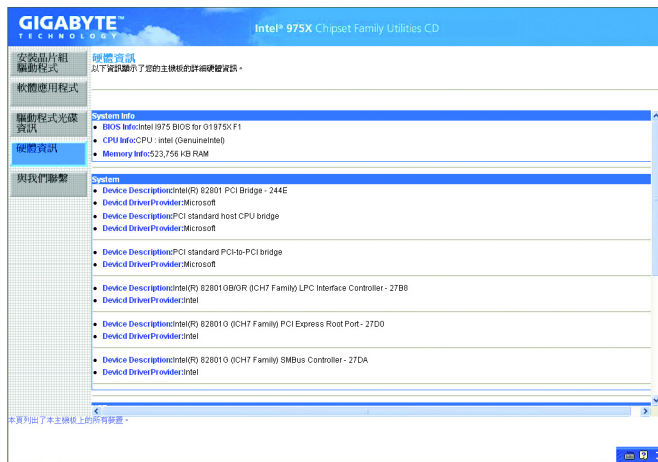 GIGABYTE™
TECHNOLOGY
Intel® 975X Chipset Family Utilities CD
安裝晶片組
驅動程式
軟體應用程式
驅動程式光碟
資訊
硬體資訊
與我們聯繫
硬體資訊
以下資訊顯示了您的主機板的詳細硬體資訊。
System Info
• BIOS Info:Intel I975 BIOS for G1975X F1
• CPU Info:CPU : intel (GenuineIntel)
• Memory Info:523,756 KB RAM
System
• Device Description:Intel(R) 82801 PCI Bridge - 244E
• Devicd DriverProvider:Microsoft
• Device Description:PCI standard host CPU bridge
• Devicd DriverProvider:Microsoft
• Device Description:PCI standard PCI-to-PCI bridge
• Devicd DriverProvider:Microsoft
• Device Description:Intel(R) 82801GB/GR (ICH7 Family) LPC Interface Controller - 27B8
• Devicd DriverProvider:Intel
• Device Description:Intel(R) 82801G (ICH7 Family) PCI Express Root Port - 27D0
• Devicd DriverProvider:Intel
• Device Description:Intel(R) 82801G (ICH7 Family) SMBus Controller - 27DA
• Devicd DriverProvider:Intel
本頁列出了本主機板上的所有裝置。